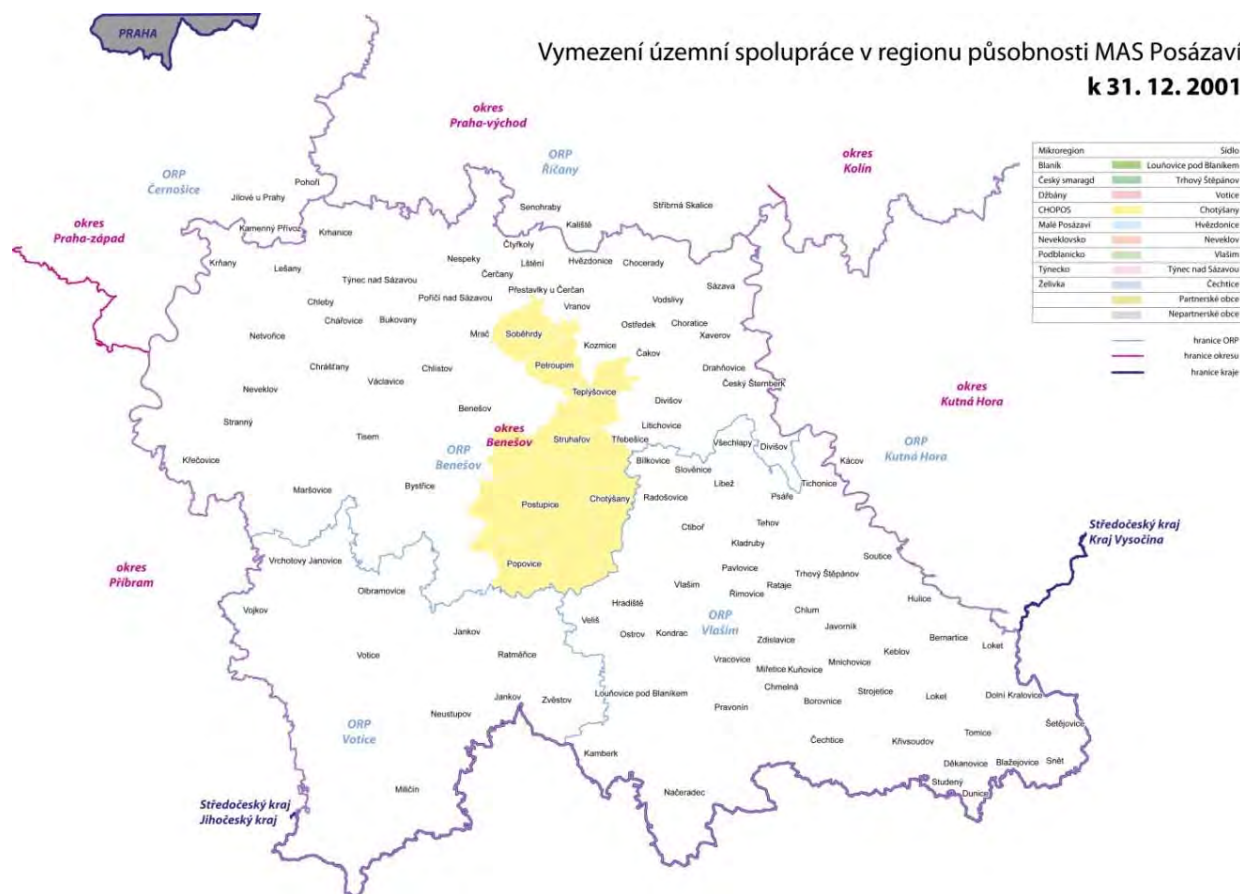 PRAHA
Vymezení územní spolupráce v regionu působnosti MAS Posázaví
k 31. 12. 2001
okres
Praha-východ
ORP
Říčany
okres
Kolín
ORP
Černošice
okres
Praha-západ
Mikroregion Sídlo
Blaník Louňovice pod Blaníkem
Český smaragd Trhový Štěpánov
Džbány Votice
CHOPOS Chotýšany
Malé Posázaví Hvězdonice
Neveklovsko Neveklov
Podblanicko Vlašim
Týnecko Týnec nad Sázavou
Želivka Čechtice
Partnerské obce
Nepartnerské obce
hranice ORP
hranice okresu
hranice kraje
Pohoří
Jílové u Prahy
Kamenný Přívoz
Krhanice
Senohraby
Kaliště
Stříbrná Skalice
Krňany
Lešany
Týnec nad Sázavou
Nespeky
Čtyřkoly
Lštění
Hvězdonice
Chocerady
Čerčany
Sázava
Přestavlky u Čerčan
Chleby
Poříčí nad Sázavou
Vranov
Vodslivy
Chářovice
Bukovany
Netvořice
Mrač
Soběhrdy
Kozmice
Ostředek
Choratice
Xaverov
Čakov
Chrášťany
Václavice
Chlistov
Petroupim
Drahňovice
Český Šternberk
Neveklov
Teplýšovice
Divišov
Benešov
Stranný
Tisem
okres
Benešov
ORP
Benešov
Struhařov
Třebešice
Litichovice
Všechlapy
Divišov
okres
Kutná Hora
ORP
Kutná Hora
Křečovice
Bílkovice
Slověnice
Kácov
Maršovice
Bystřice
Postupice
Chotýšany
Radošovice
Libež
Psáře
Tichonice
Ctiboř
Tehov
Kladruby
Středočeský kraj
Kraj Vysočina
okres
Příbram
Vrchotovy Janovice
Olbramovice
Popovice
Vlašim
Pavlovice
Rataje
Římovice
Trhový Štěpánov
Soutice
Hulice
Vojkov
Jankov
Veliš
Hradiště
Ostrov
Kondrac
ORP
Vlašim
Chlum
Javorník
Zdislavice
Bernartice
Loket
Keblov
Votice
Ratměřice
Vracovice
Miřetice
Kuňovice
Mnichovice
Chmelná
Louňovice pod Blaníkem
Pravonín
Borovnice
Strojetice
Loket
Dolní Kralovice
Jankov
Zvěstov
Neustupov
ORP
Votice
Šetějovice
Tomice
Čechtice
Křivsoudov
Kamberk
Děkanovice
Blažejovice
Snět
Studený
Dunice
Miličín
Načeradec
Středočeský kraj
Jihočeský kraj